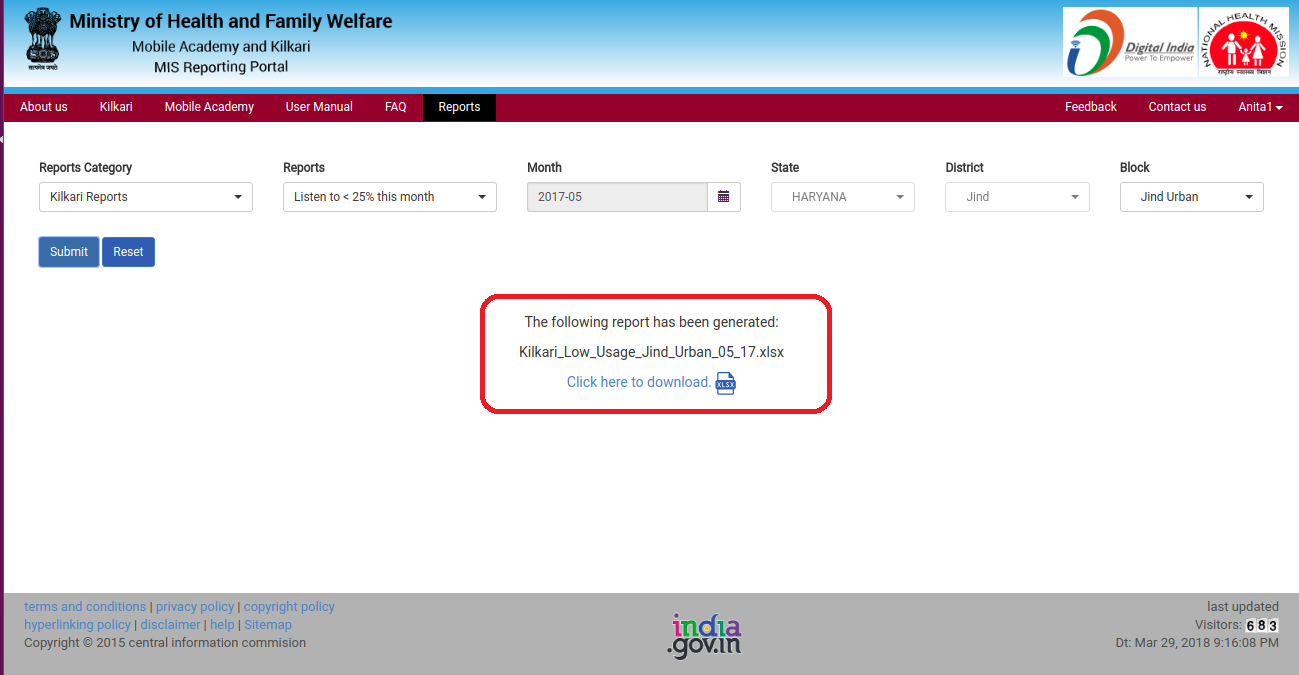 Ministry of Health and Family Welfare
Mobile Academy and Kilkari
MIS Reporting Portal
सत्यमेव जयते
Digital India
Power To Empower
NATIONAL HEALTH MISSION
राष्ट्रीय स्वास्थ्य मिशन
About us Kilkari Mobile Academy User Manual FAQ Reports Feedback Contact us Anita1
Reports Category Reports Month State District Block
Kilkari Reports Listen to < 25% this month 2017-05 HARYANA Jind Jind Urban
Submit Reset
The following report has been generated:
Kilkari_Low_Usage_Jind_Urban_05_17.xlsx
Click here to download. XLSX
terms and conditions | privacy policy | copyright policy
hyperlinking policy | disclaimer | help | Sitemap
Copyright © 2015 central information commision
india
.gov.in
last updated
Visitors: 683
Dt: Mar 29, 2018 9:16:08 PM